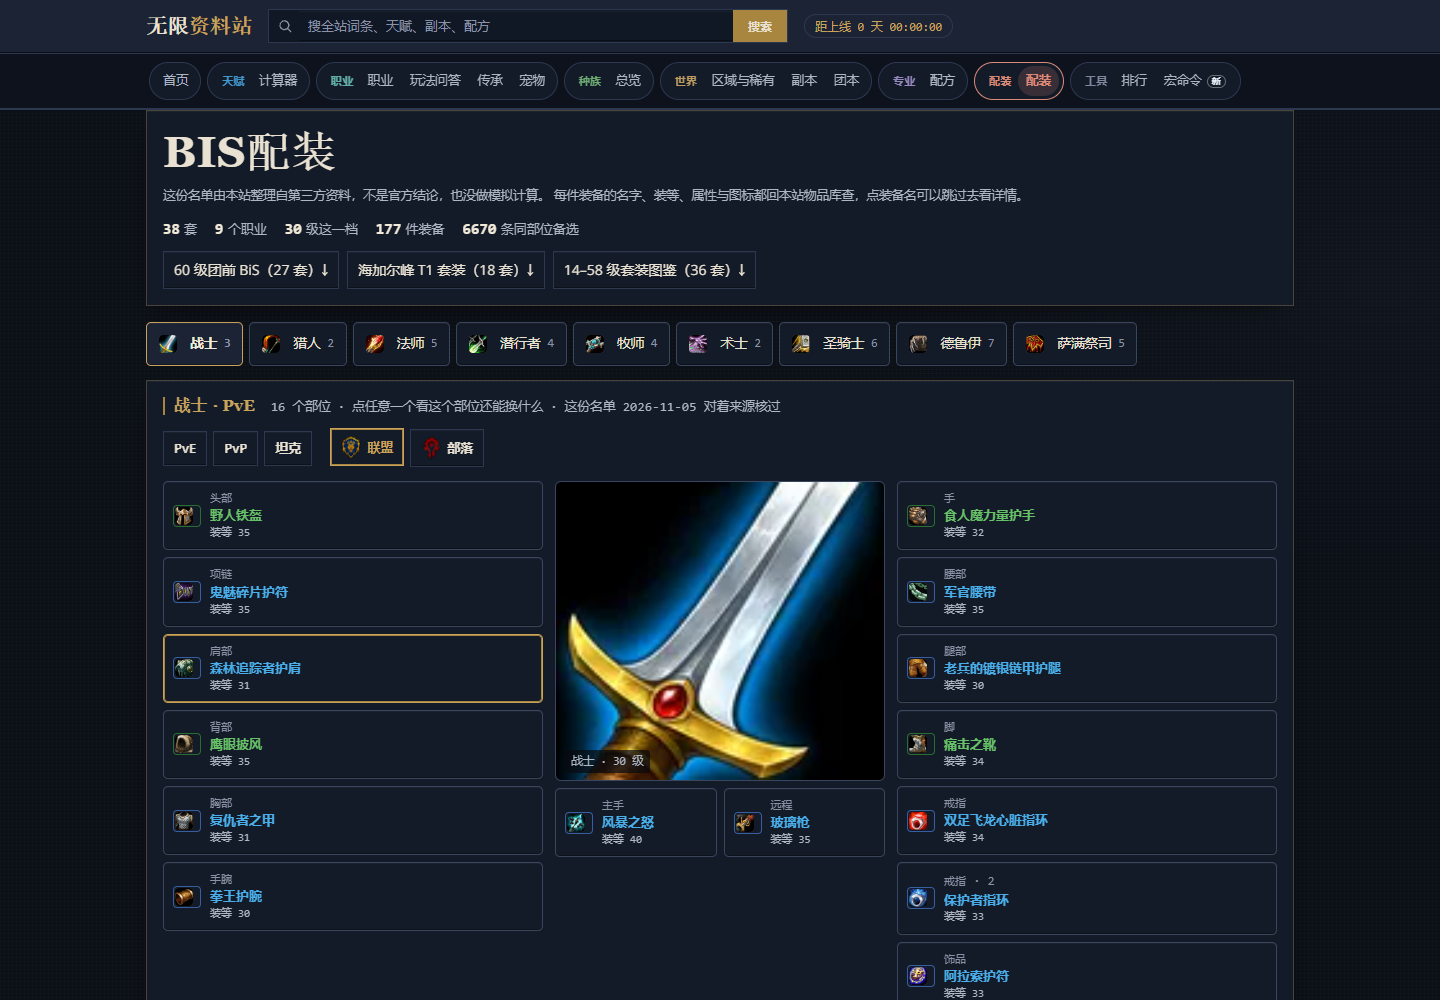 无限资料站
搜全站词条、天赋、副本、配方
搜索
距上线 0 天 00:00:00
首页
天赋 计算器
职业 职业 玩法问答 传承 宠物
种族 总览
世界 区域与稀有 副本 团本
专业 配方
配装 配装
工具 排行 宏命令 新
BIS配装
这份名单由本站整理自第三方资料，不是官方结论，也没做模拟计算。 每件装备的名字、装等、属性与图标都回本站物品库查，点装备名可以跳过去看详情。
38 套 9 个职业 30 级这一档 177 件装备 6670 条同部位备选
60 级团前 BiS（27 套）↓
海加尔峰 T1 套装（18 套）↓
14–58 级套装图鉴（36 套）↓
战士 3
猎人 2
法师 5
潜行者 4
牧师 4
术士 2
圣骑士 6
德鲁伊 7
萨满祭司 5
战士 · PvE 16 个部位 · 点任意一个看这个部位还能换什么 · 这份名单 2026-11-05 对着来源核过
PvE
PvP
坦克
联盟
部落
头部
野人铁盔
装等 35
项链
鬼魅碎片护符
装等 35
肩部
森林追踪者护肩
装等 31
背部
鹰眼披风
装等 35
胸部
复仇者之甲
装等 31
手腕
拳王护腕
装等 30
战士 · 30 级
主手
风暴之怒
装等 40
远程
玻璃枪
装等 35
手
食人魔力量护手
装等 32
腰部
军官腰带
装等 35
腿部
老兵的镀银链甲护腿
装等 30
脚
痛击之靴
装等 34
戒指
双足飞龙心脏指环
装等 34
戒指 · 2
保护者指环
装等 33
饰品
阿拉索护符
装等 33